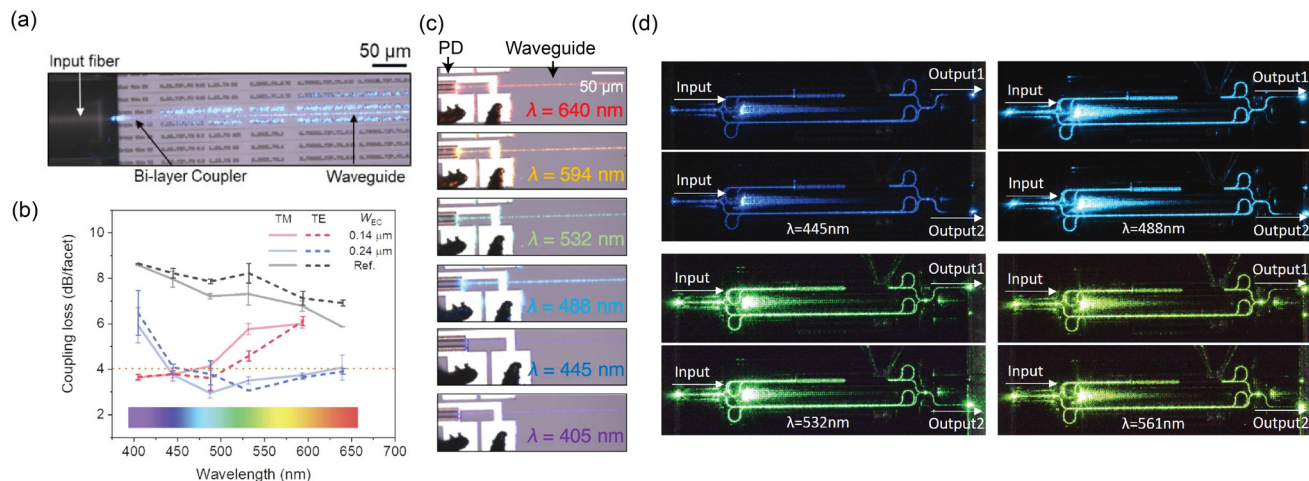 (a)
Input fiber
50 µm
Bi-layer Coupler
Waveguide
(b)
TM TE W_EC
0.14 µm
0.24 µm
Ref.
Coupling loss (dB/facet)
10
8
6
4
2
400 450 500 550 600 650 700
Wavelength (nm)
(c)
PD Waveguide
50 µm
λ = 640 nm
λ = 594 nm
λ = 532 nm
λ = 488 nm
λ = 445 nm
λ = 405 nm
(d)
Input
Output1
Input
Output2
λ=445nm
Input
Output1
Input
Output2
λ=488nm
Input
Output1
Input
Output2
λ=532nm
Input
Output1
Input
Output2
λ=561nm